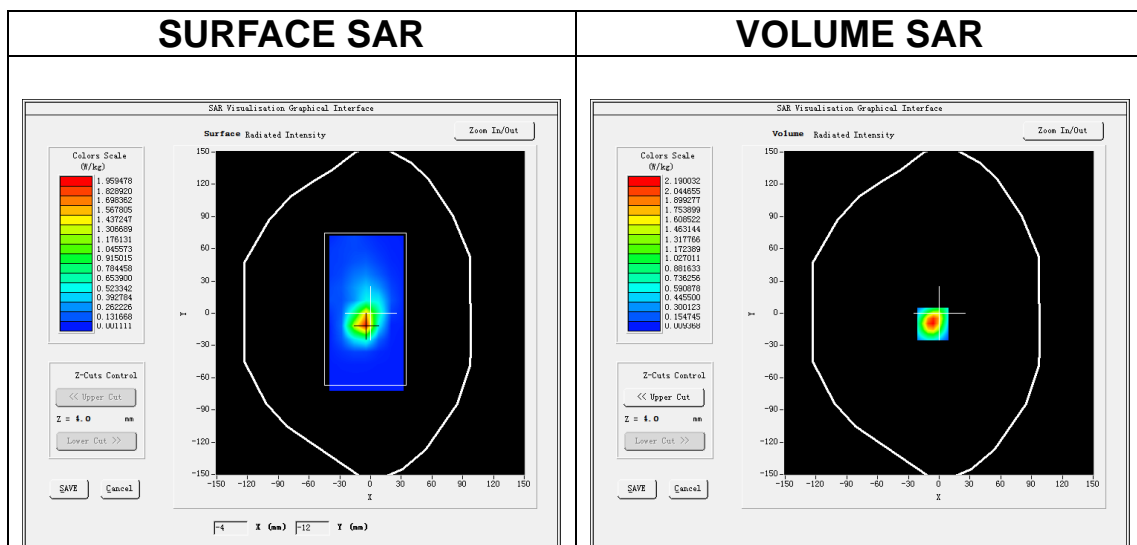 SURFACE SAR
VOLUME SAR
SAR Visualisation Graphical Interface
Surface Radiated Intensity
Zoom In/Out
Colors Scale
(W/kg)
1.959478
1.828920
1.698362
1.567805
1.437247
1.306689
1.176131
1.045573
0.915015
0.784458
0.653900
0.523342
0.392784
0.262226
0.131668
0.001111
Z-Cuts Control
<< Upper Cut
Z = 4.0 mm
Lower Cut >>
SAVE Cancel
150
120
90
60
30
0
-30
-60
-90
-120
-150
Y
-150 -120 -90 -60 -30 0 30 60 90 120 150
X
-4 X (mm) -12 Y (mm)
SAR Visualisation Graphical Interface
Volume Radiated Intensity
Zoom In/Out
Colors Scale
(W/kg)
2.190032
2.044655
1.899277
1.753899
1.608522
1.463144
1.317766
1.172389
1.027011
0.881633
0.736256
0.590878
0.445500
0.300123
0.154745
0.009368
Z-Cuts Control
<< Upper Cut
Z = 4.0 mm
Lower Cut >>
SAVE Cancel
150
120
90
60
30
0
-30
-60
-90
-120
-150
Y
-150 -120 -90 -60 -30 0 30 60 90 120 150
X